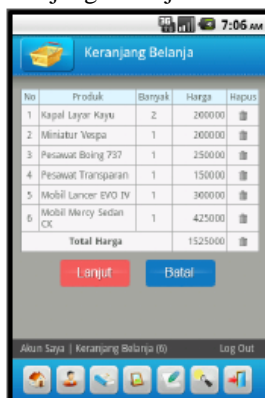 7:06 AM
Keranjang Belanja
No Produk Banyak Harga Hapus
1 Kapal Layar Kayu 2 200000
2 Miniatur Vespa 1 200000
3 Pesawat Boing 737 1 250000
4 Pesawat Transparan 1 150000
5 Mobil Lancer EVO IV 1 300000
6 Mobil Mercy Sedan CX 1 425000
Total Harga 1525000
Lanjut Batal
Akun Saya | Keranjang Belanja (6) Log Out